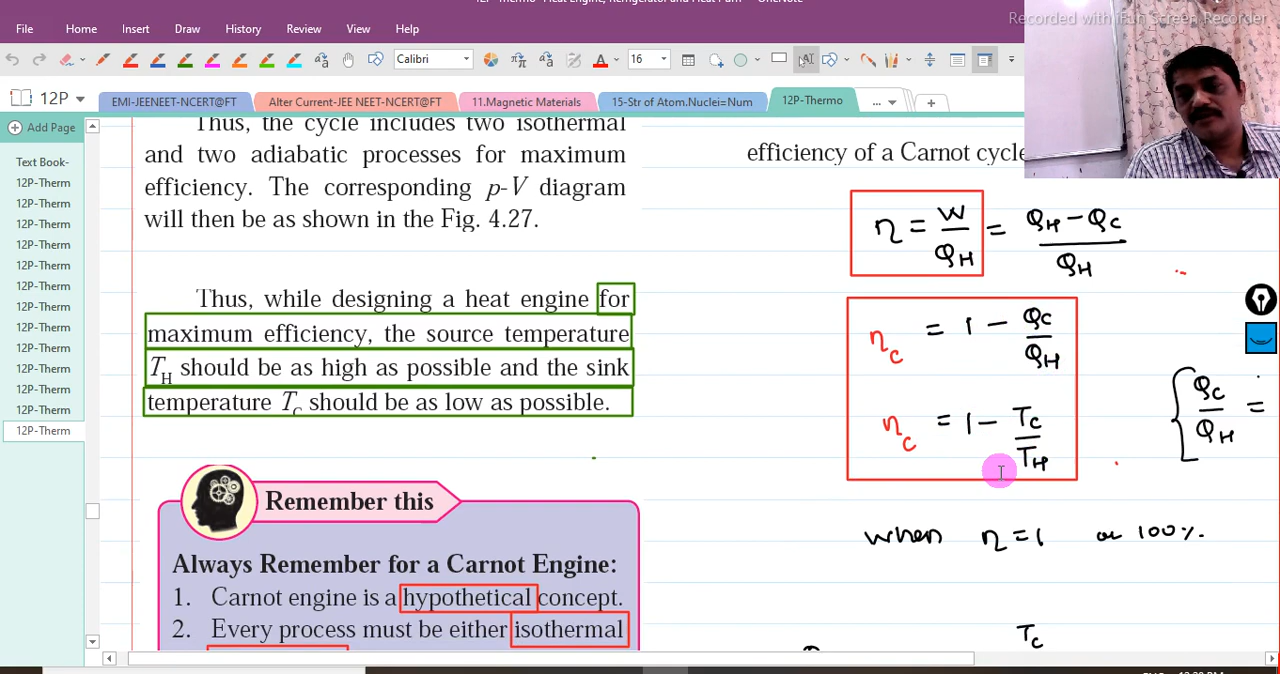 12P-Thermo -Heat Engine, Refrigerator and Heat Pum - OneNote
Recorded with iFun Screen Recorder
File Home Insert Draw History Review View Help
Calibri 16
12P EMI-JEENEET-NCERT@FT Alter Current-JEE NEET-NCERT@FT 11.Magnetic Materials 15-Str of Atom.Nuclei=Num 12P-Thermo ...
Add Page
Text Book-
12P-Therm
12P-Therm
12P-Therm
12P-Therm
12P-Therm
12P-Therm
12P-Therm
12P-Therm
12P-Therm
12P-Therm
12P-Therm
12P-Therm
12P-Therm
Thus, the cycle includes two isothermal
and two adiabatic processes for maximum
efficiency. The corresponding p-V diagram
will then be as shown in the Fig. 4.27.
Thus, while designing a heat engine for
maximum efficiency, the source temperature
T_H should be as high as possible and the sink
temperature T_C should be as low as possible.
Remember this
Always Remember for a Carnot Engine:
1. Carnot engine is a hypothetical concept.
2. Every process must be either isothermal
efficiency of a Carnot cycle
η = W/Q_H = Q_H - Q_C/Q_H
η_c = 1 - Q_C/Q_H
η_c = 1 - T_C/T_H
{Q_C/Q_H =
when η = 1 or 100%.
T_C